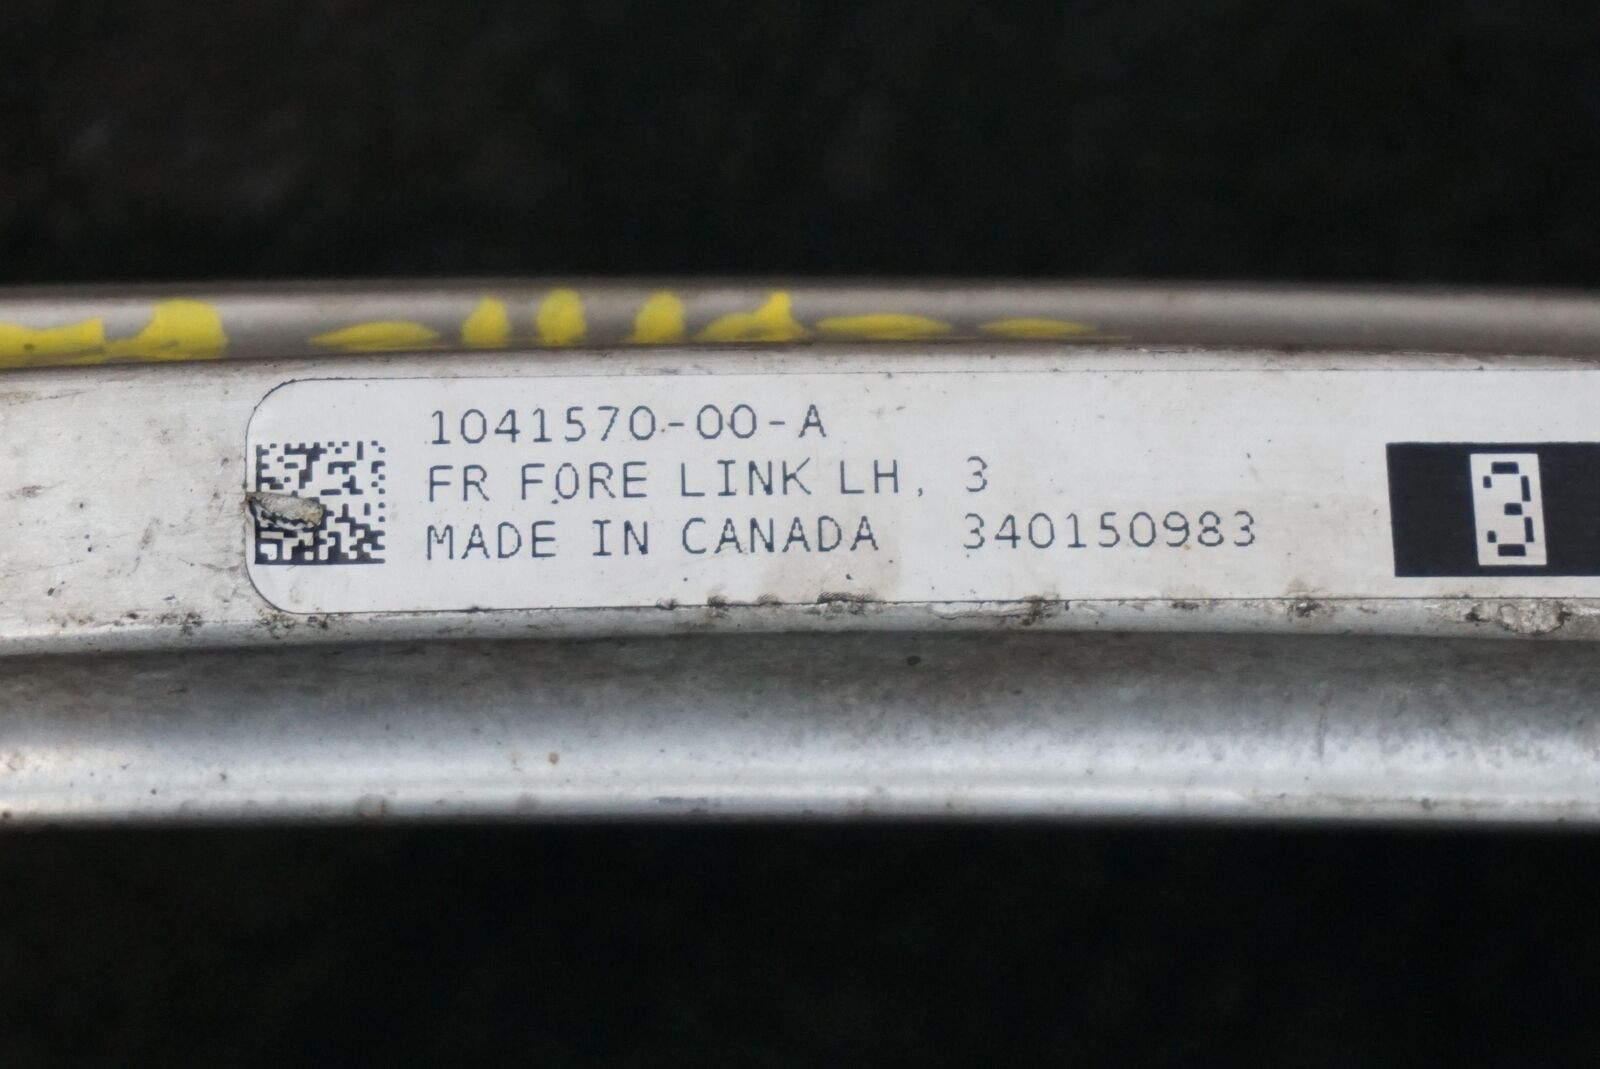 1041570-00-A
FR FORE LINK LH, 3
MADE IN CANADA 340150983
3